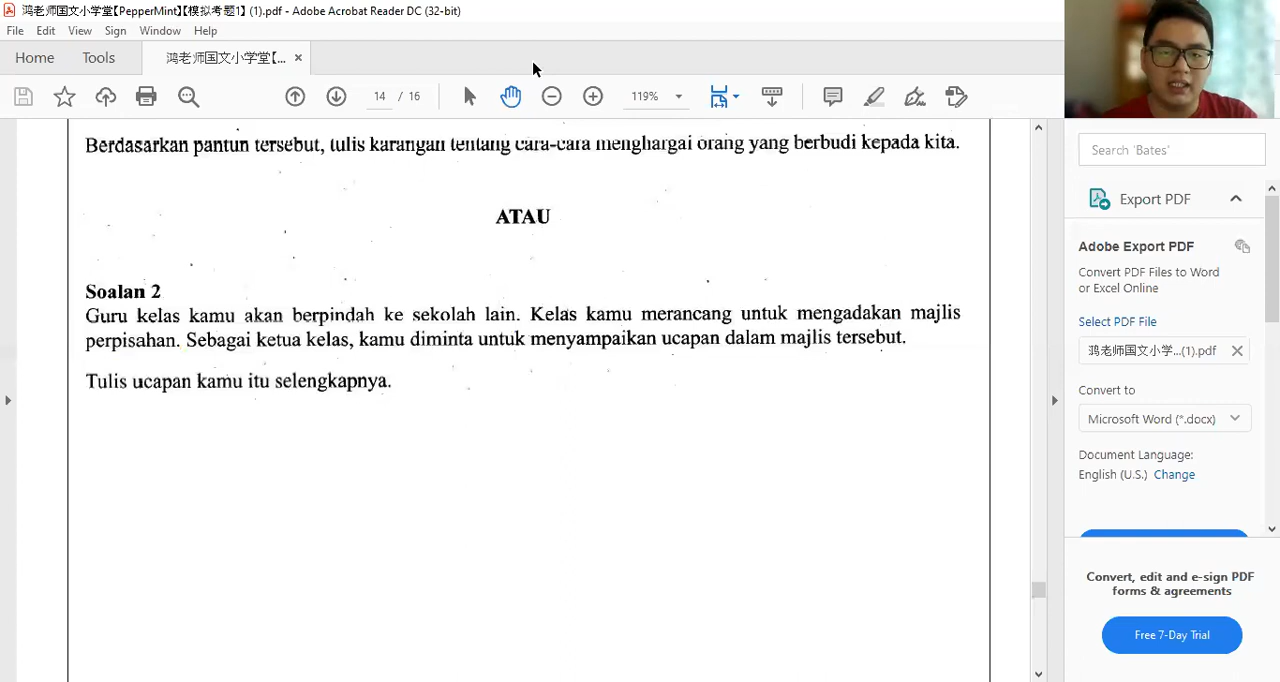 鸿老师国文小学堂【PepperMint】【模拟考题1】 (1).pdf - Adobe Acrobat Reader DC (32-bit)
File Edit View Sign Window Help
Home Tools 鸿老师国文小学堂【... ×
14 / 16 119%
Berdasarkan pantun tersebut, tulis karangan tentang cara-cara menghargai orang yang berbudi kepada kita.
ATAU
Soalan 2
Guru kelas kamu akan berpindah ke sekolah lain. Kelas kamu merancang untuk mengadakan majlis
perpisahan. Sebagai ketua kelas, kamu diminta untuk menyampaikan ucapan dalam majlis tersebut.
Tulis ucapan kamu itu selengkapnya.
Search 'Bates'
Export PDF
Adobe Export PDF
Convert PDF Files to Word
or Excel Online
Select PDF File
鸿老师国文小学...(1).pdf
Convert to
Microsoft Word (*.docx)
Document Language:
English (U.S.) Change
Convert, edit and e-sign PDF
forms & agreements
Free 7-Day Trial